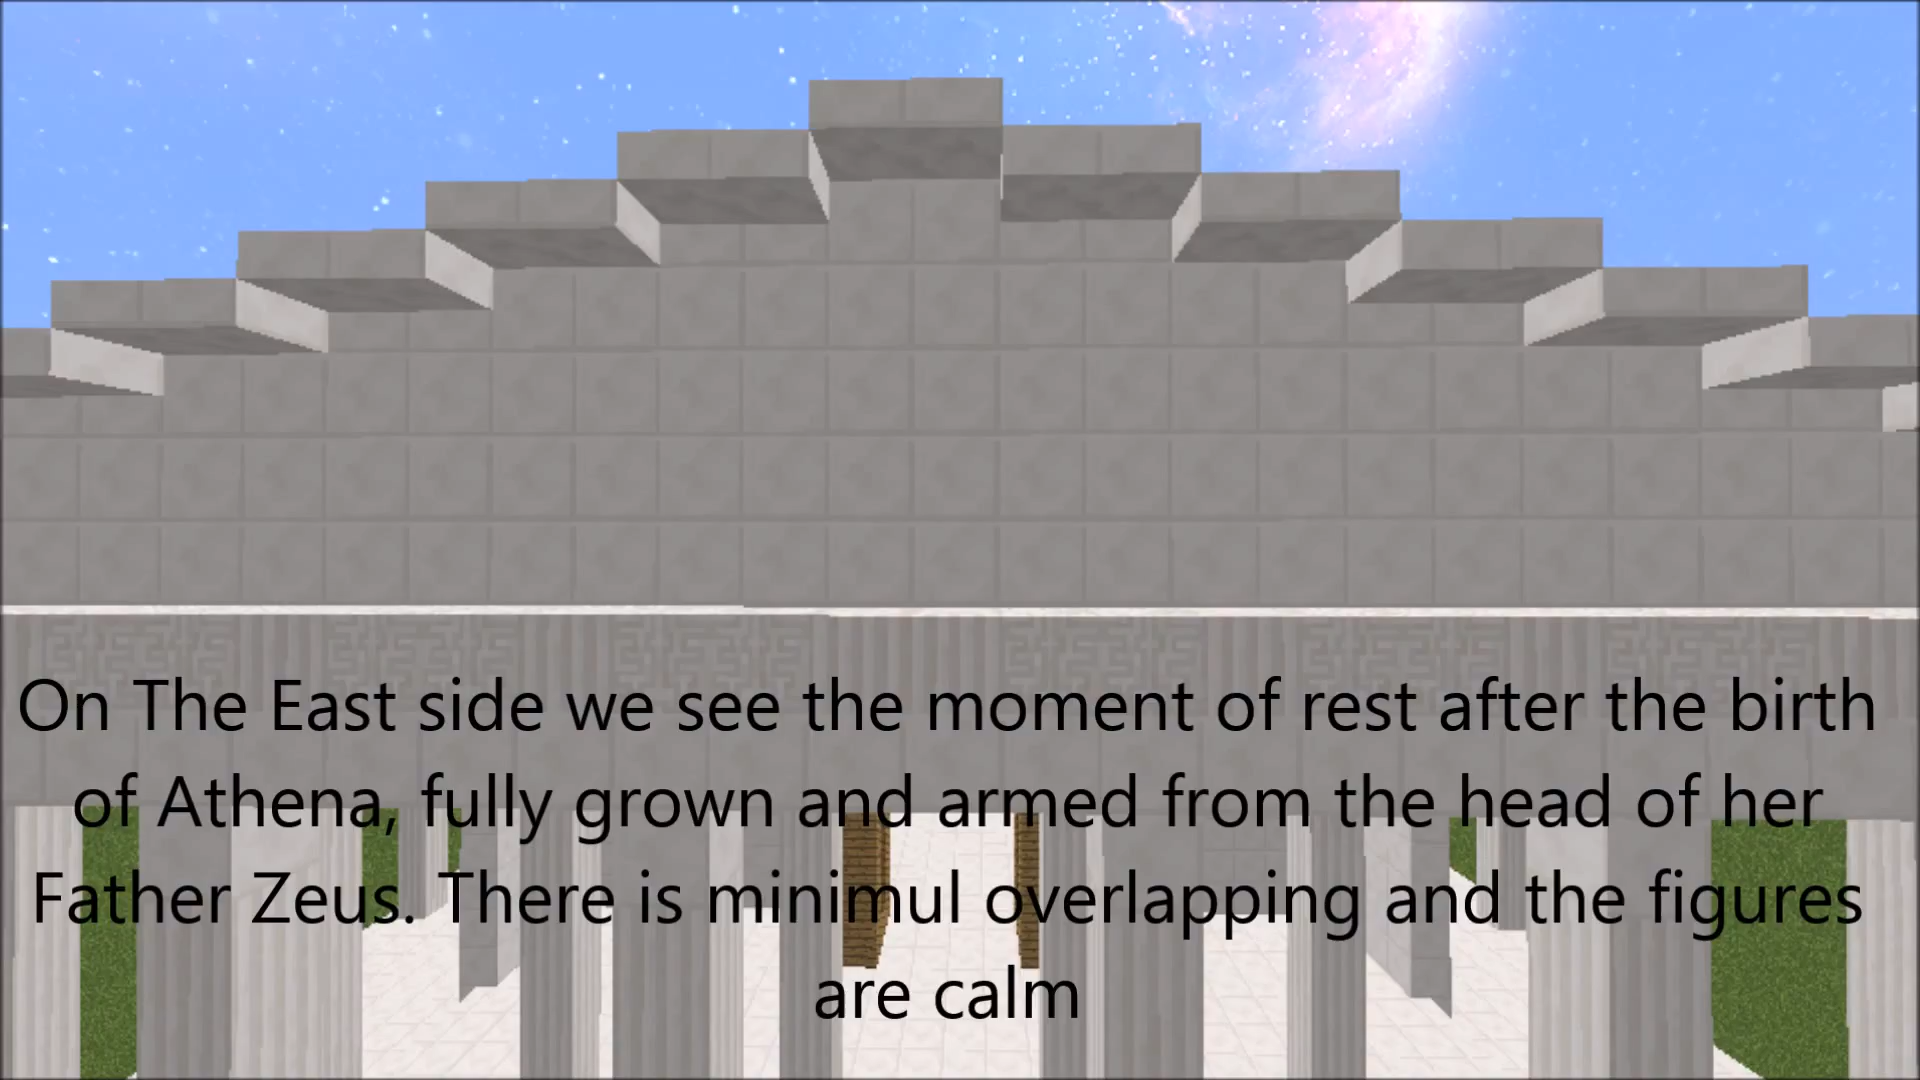 On The East side we see the moment of rest after the birth
of Athena, fully grown and armed from the head of her
Father Zeus. There is minimul overlapping and the figures
are calm